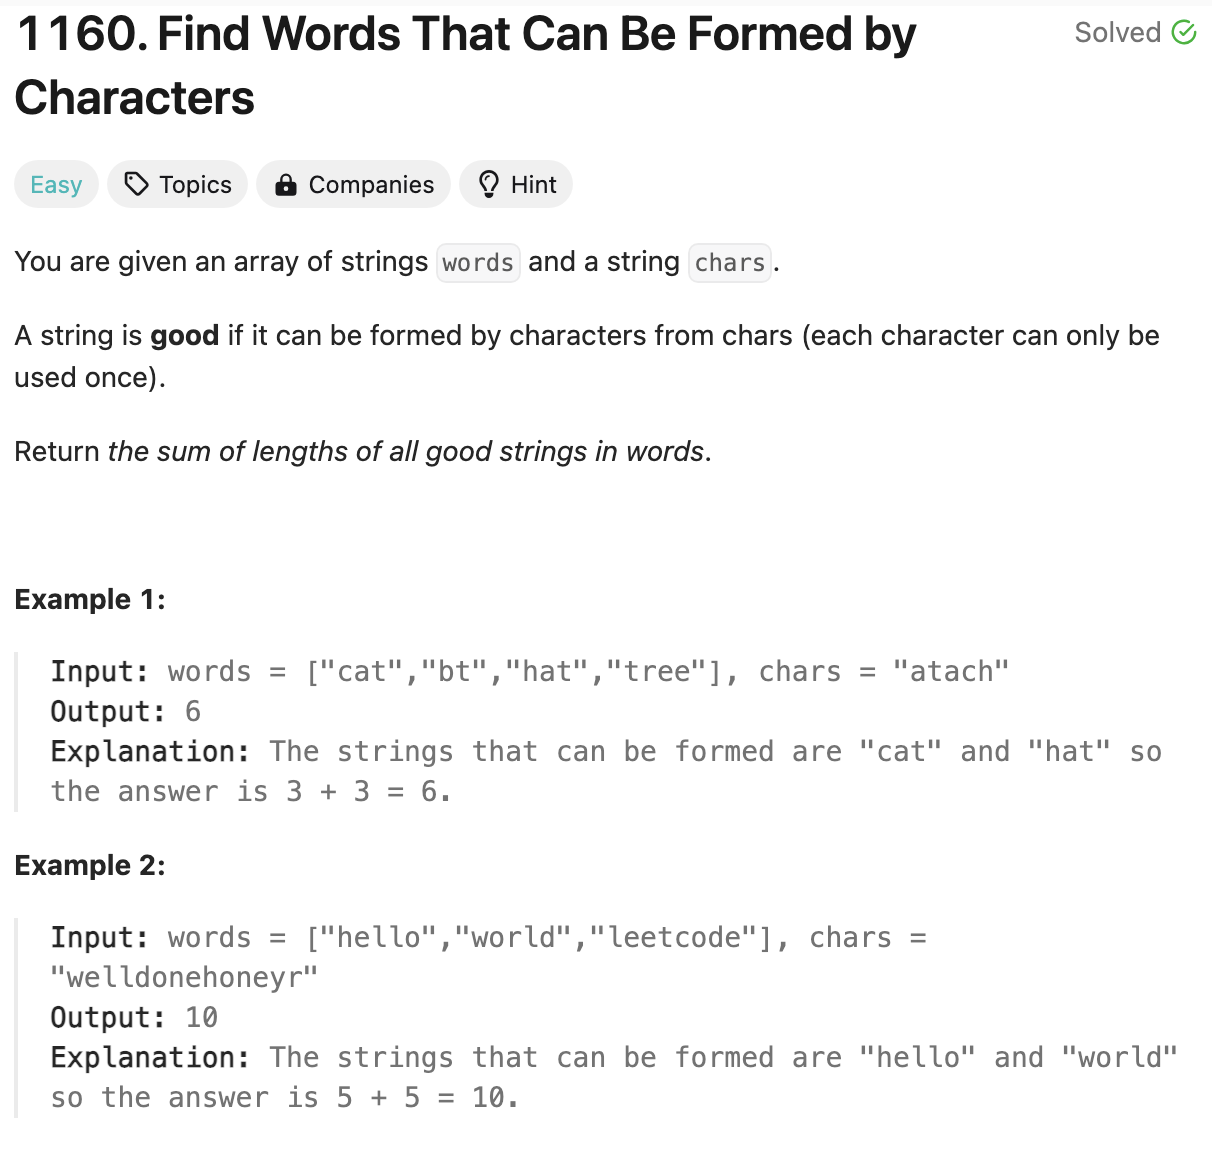 1160. Find Words That Can Be Formed by
Characters
Solved
Easy
Topics
Companies
Hint
You are given an array of strings words and a string chars.
A string is good if it can be formed by characters from chars (each character can only be
used once).
Return the sum of lengths of all good strings in words.
Example 1:
Input: words = ["cat","bt","hat","tree"], chars = "atach"
Output: 6
Explanation: The strings that can be formed are "cat" and "hat" so
the answer is 3 + 3 = 6.
Example 2:
Input: words = ["hello","world","leetcode"], chars =
"welldonehoneyr"
Output: 10
Explanation: The strings that can be formed are "hello" and "world"
so the answer is 5 + 5 = 10.